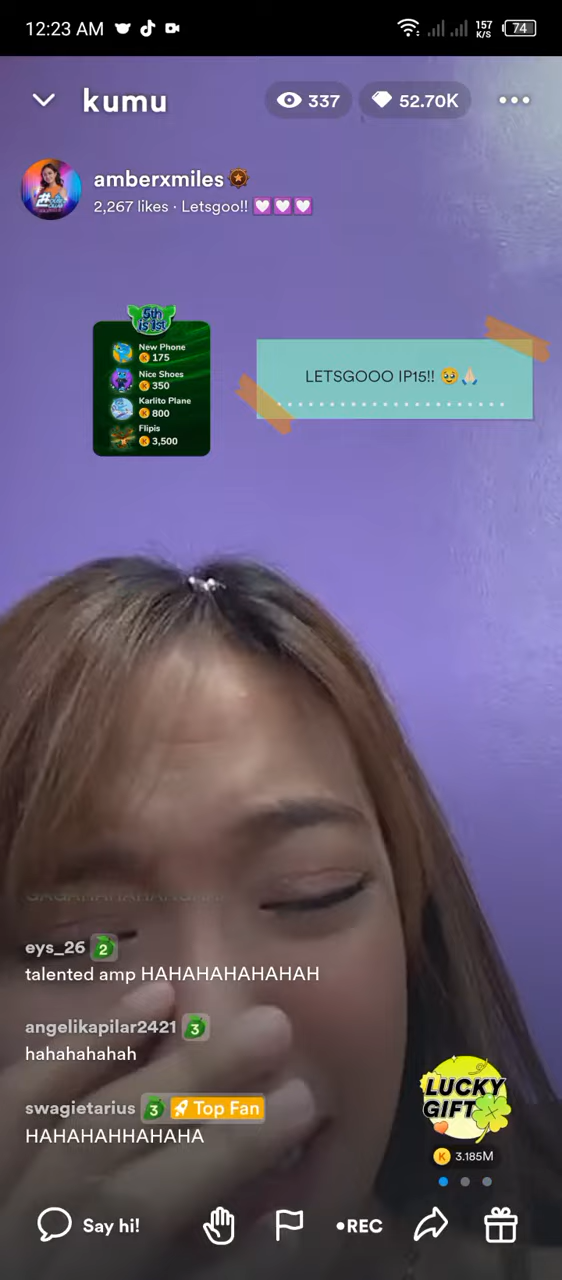 12:23 AM
157
K/S
74
kumu
337
52.70K
amberxmiles
2,267 likes · Letsgoo!! 💟💟💟
5th
is 1st
New Phone
K 175
Nice Shoes
K 350
Karlito Plane
K 800
Flipis
K 3,500
LETSGOOO IP15!! 🥹🙏🏻
eys_26 2
talented amp HAHAHAHAHAHAH
angelikapilar2421 3
hahahahahah
swagietarius 3 Top Fan
HAHAHAHHAHAHA
LUCKY
GIFT
K 3.185M
Say hi!
•REC